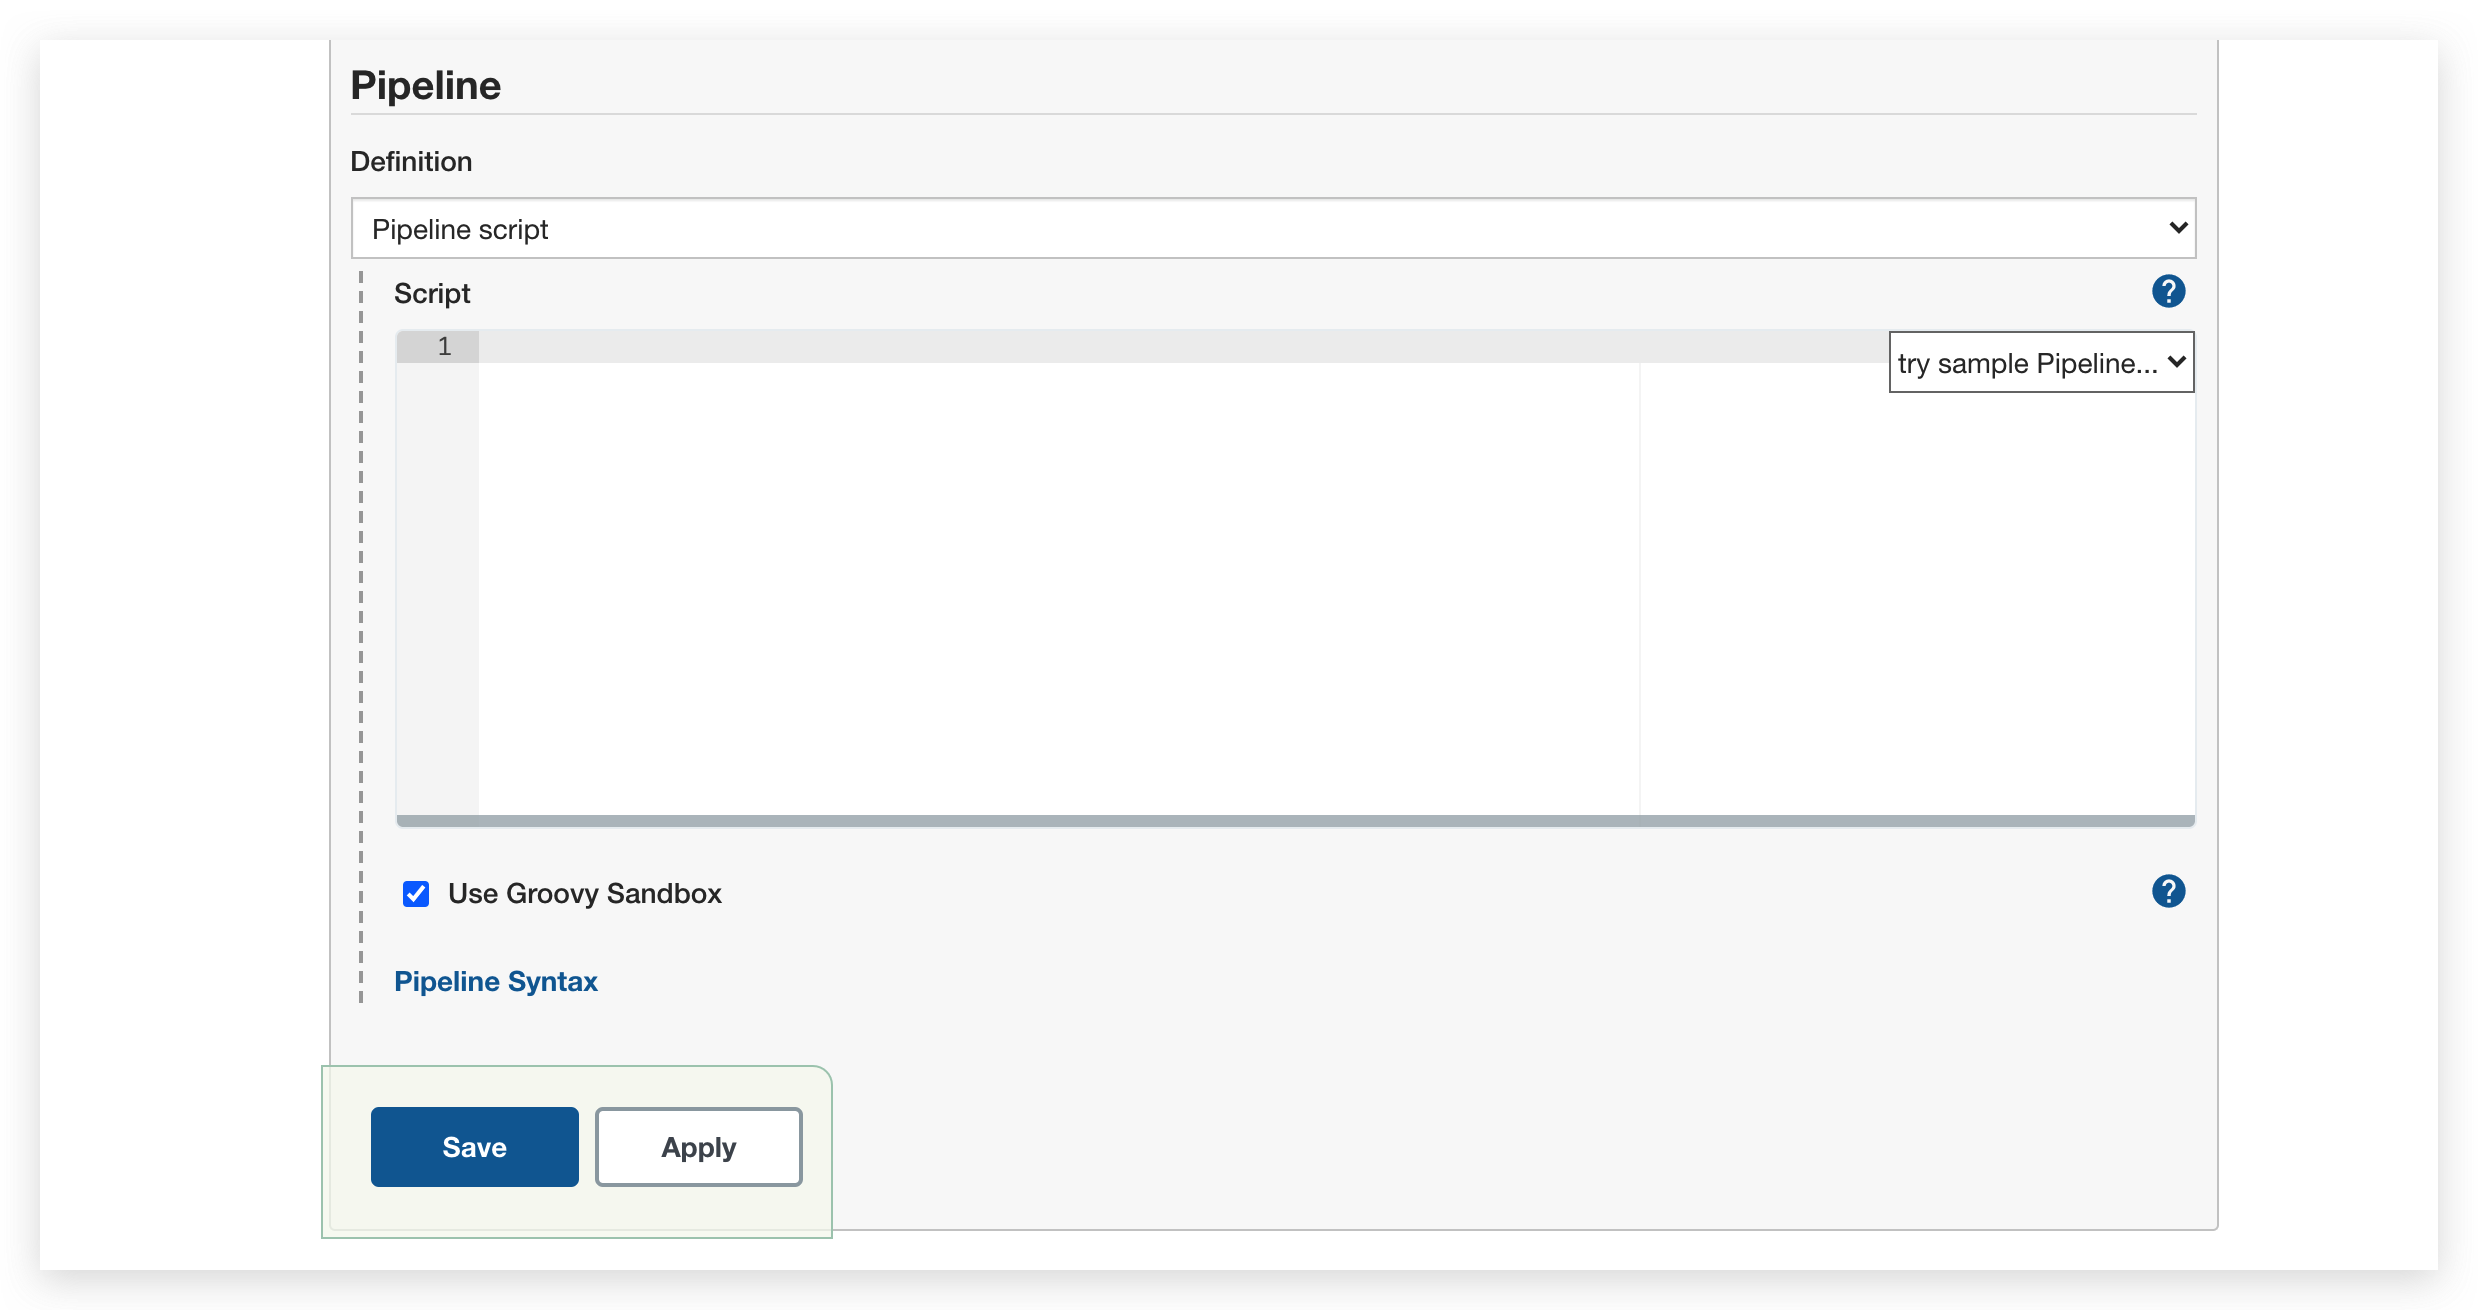 Pipeline
Definition
Pipeline script
Script
?
1
try sample Pipeline...
Use Groovy Sandbox
?
Pipeline Syntax
Save
Apply